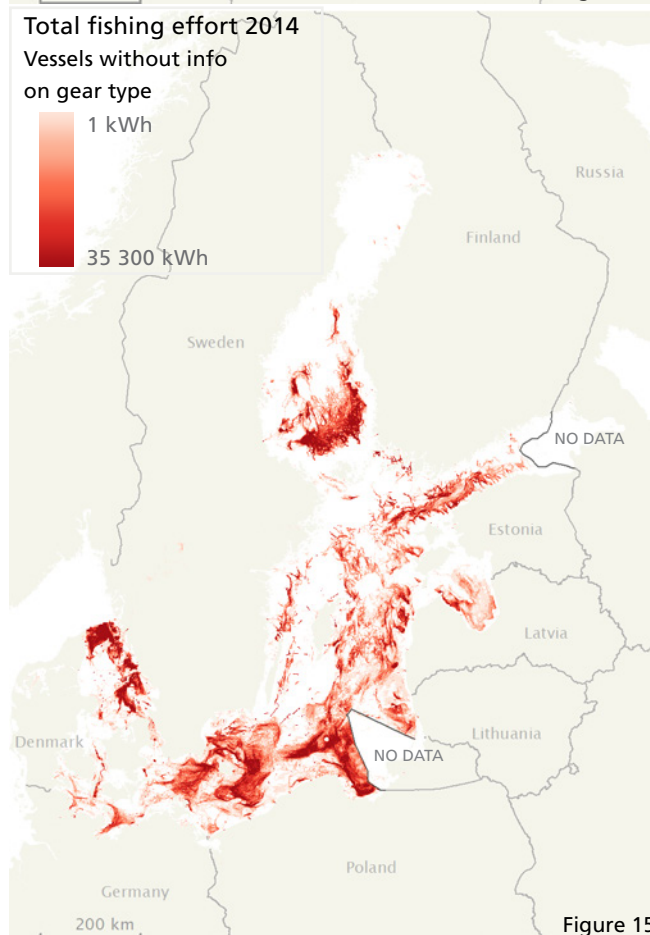 Total fishing effort 2014
Vessels without info
on gear type
1 kWh
35 300 kWh
Russia
Finland
Sweden
NO DATA
Estonia
Latvia
Lithuania
Denmark
NO DATA
Poland
Germany
200 km
Figure 15